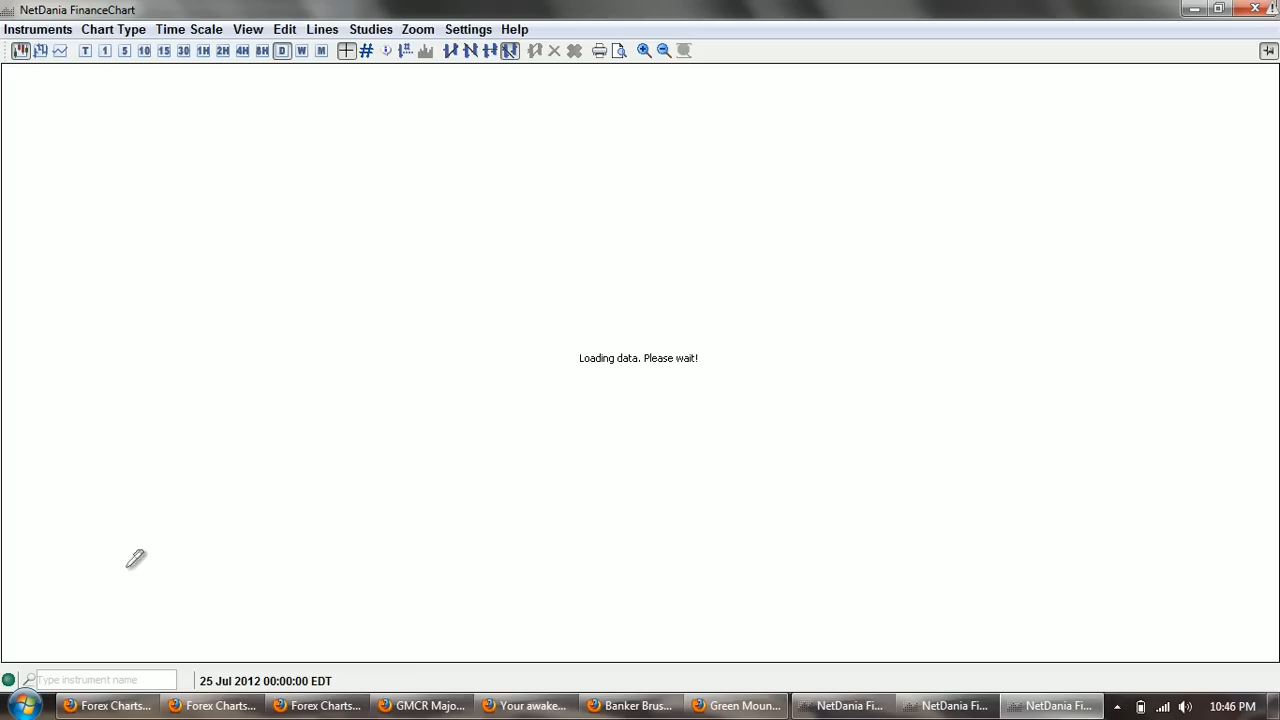 NetDania FinanceChart
Instruments Chart Type Time Scale View Edit Lines Studies Zoom Settings Help
T 1 5 10 15 30 1H 2H 4H 8H D W M
Loading data. Please wait!
Type instrument name 25 Jul 2012 00:00:00 EDT
Forex Charts... Forex Charts... Forex Charts... GMCR Majo... Your awake... Banker Brus... Green Moun... NetDania Fi... NetDania Fi... NetDania Fi... 10:46 PM